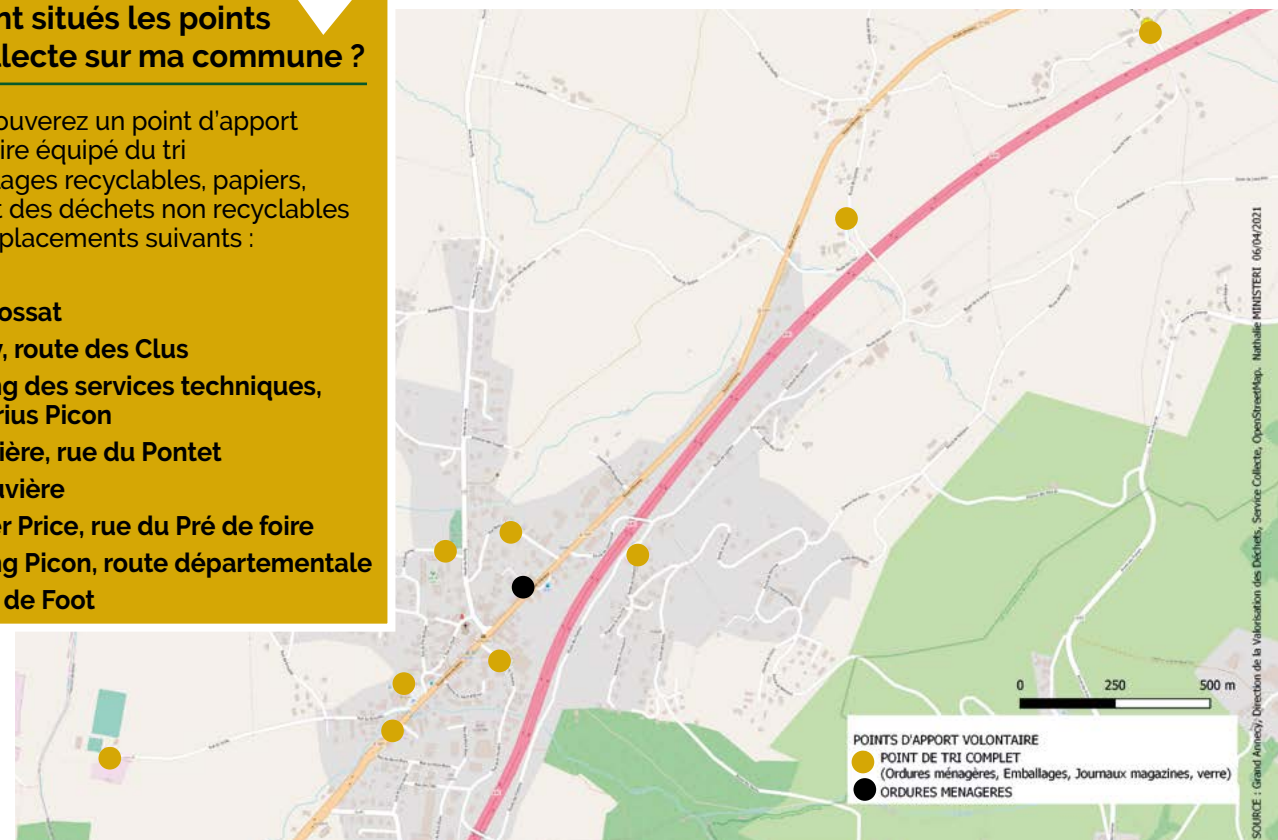 nt situés les points
llecte sur ma commune ?
ouverez un point d'apport
ire équipé du tri
lages recyclables, papiers,
t des déchets non recyclables
placements suivants :
ossat
, route des Clus
ng des services techniques,
rius Picon
ière, rue du Pontet
uvière
er Price, rue du Pré de foire
ng Picon, route départementale
de Foot
0 250 500 m
POINTS D'APPORT VOLONTAIRE
POINT DE TRI COMPLET
(Ordures ménagères, Emballages, Journaux magazines, verre)
ORDURES MENAGERES
SOURCE : Grand Annecy, Direction de la Valorisation des Déchets, Service Collecte, OpenStreetMap. Nathalie MINISTERI 06/04/2021